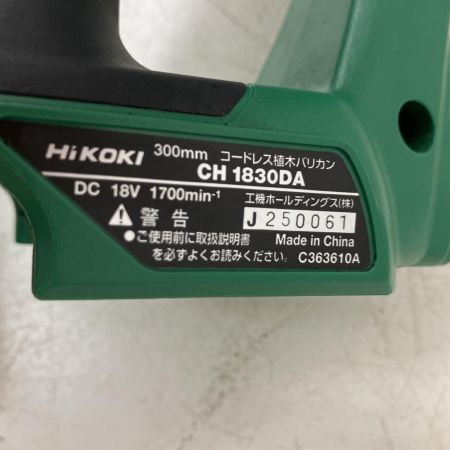 HiKOKI 300mm コードレス植木バリカン
CH 1830DA
DC 18V 1700min⁻¹ 工機ホールディングス(株)
⚠警告 J 250061
●ご使用前に取扱説明書 Made in China
を必ずよくお読みください。 C363610A